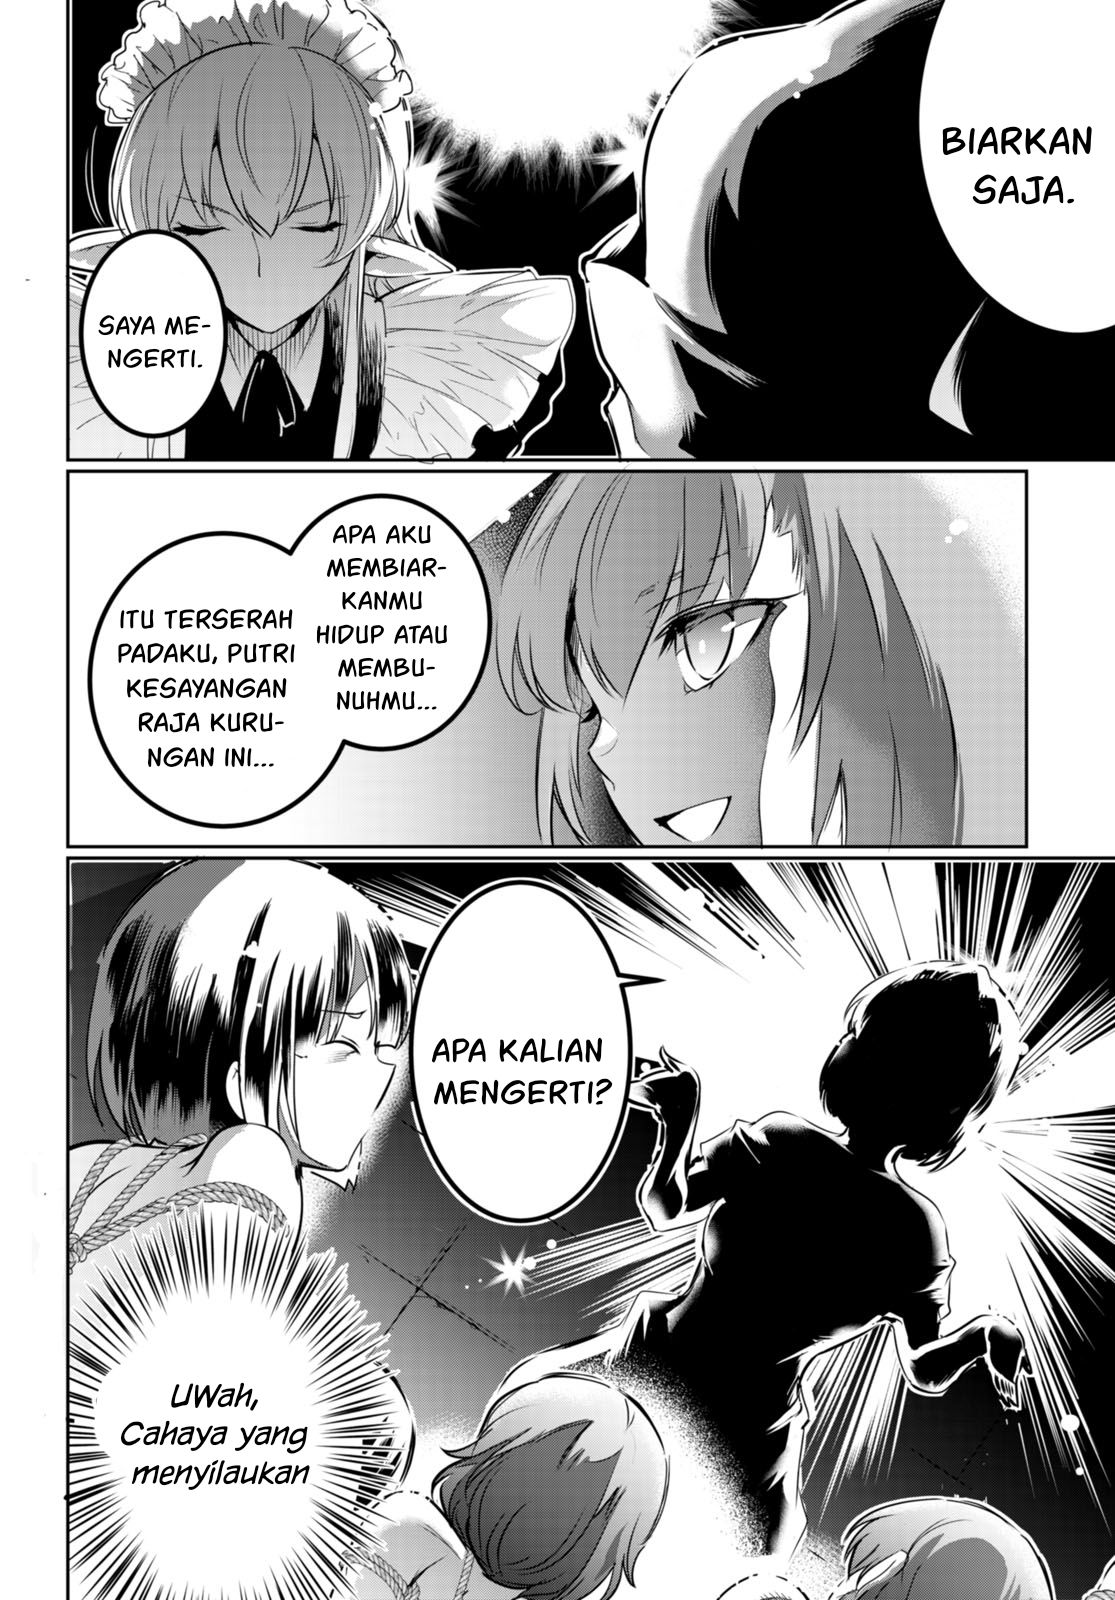 BIARKAN
SAJA.
SAYA ME-
NGERTI.
APA AKU
MEMBIAR-
KANMU
HIDUP ATAU
MEMBU-
NUHMU...
ITU TERSERAH
PADAKU, PUTRI
KESAYANGAN
RAJA KURU-
NGAN INI...
APA KALIAN
MENGERTI?
UWah,
Cahaya yang
menyilaukan